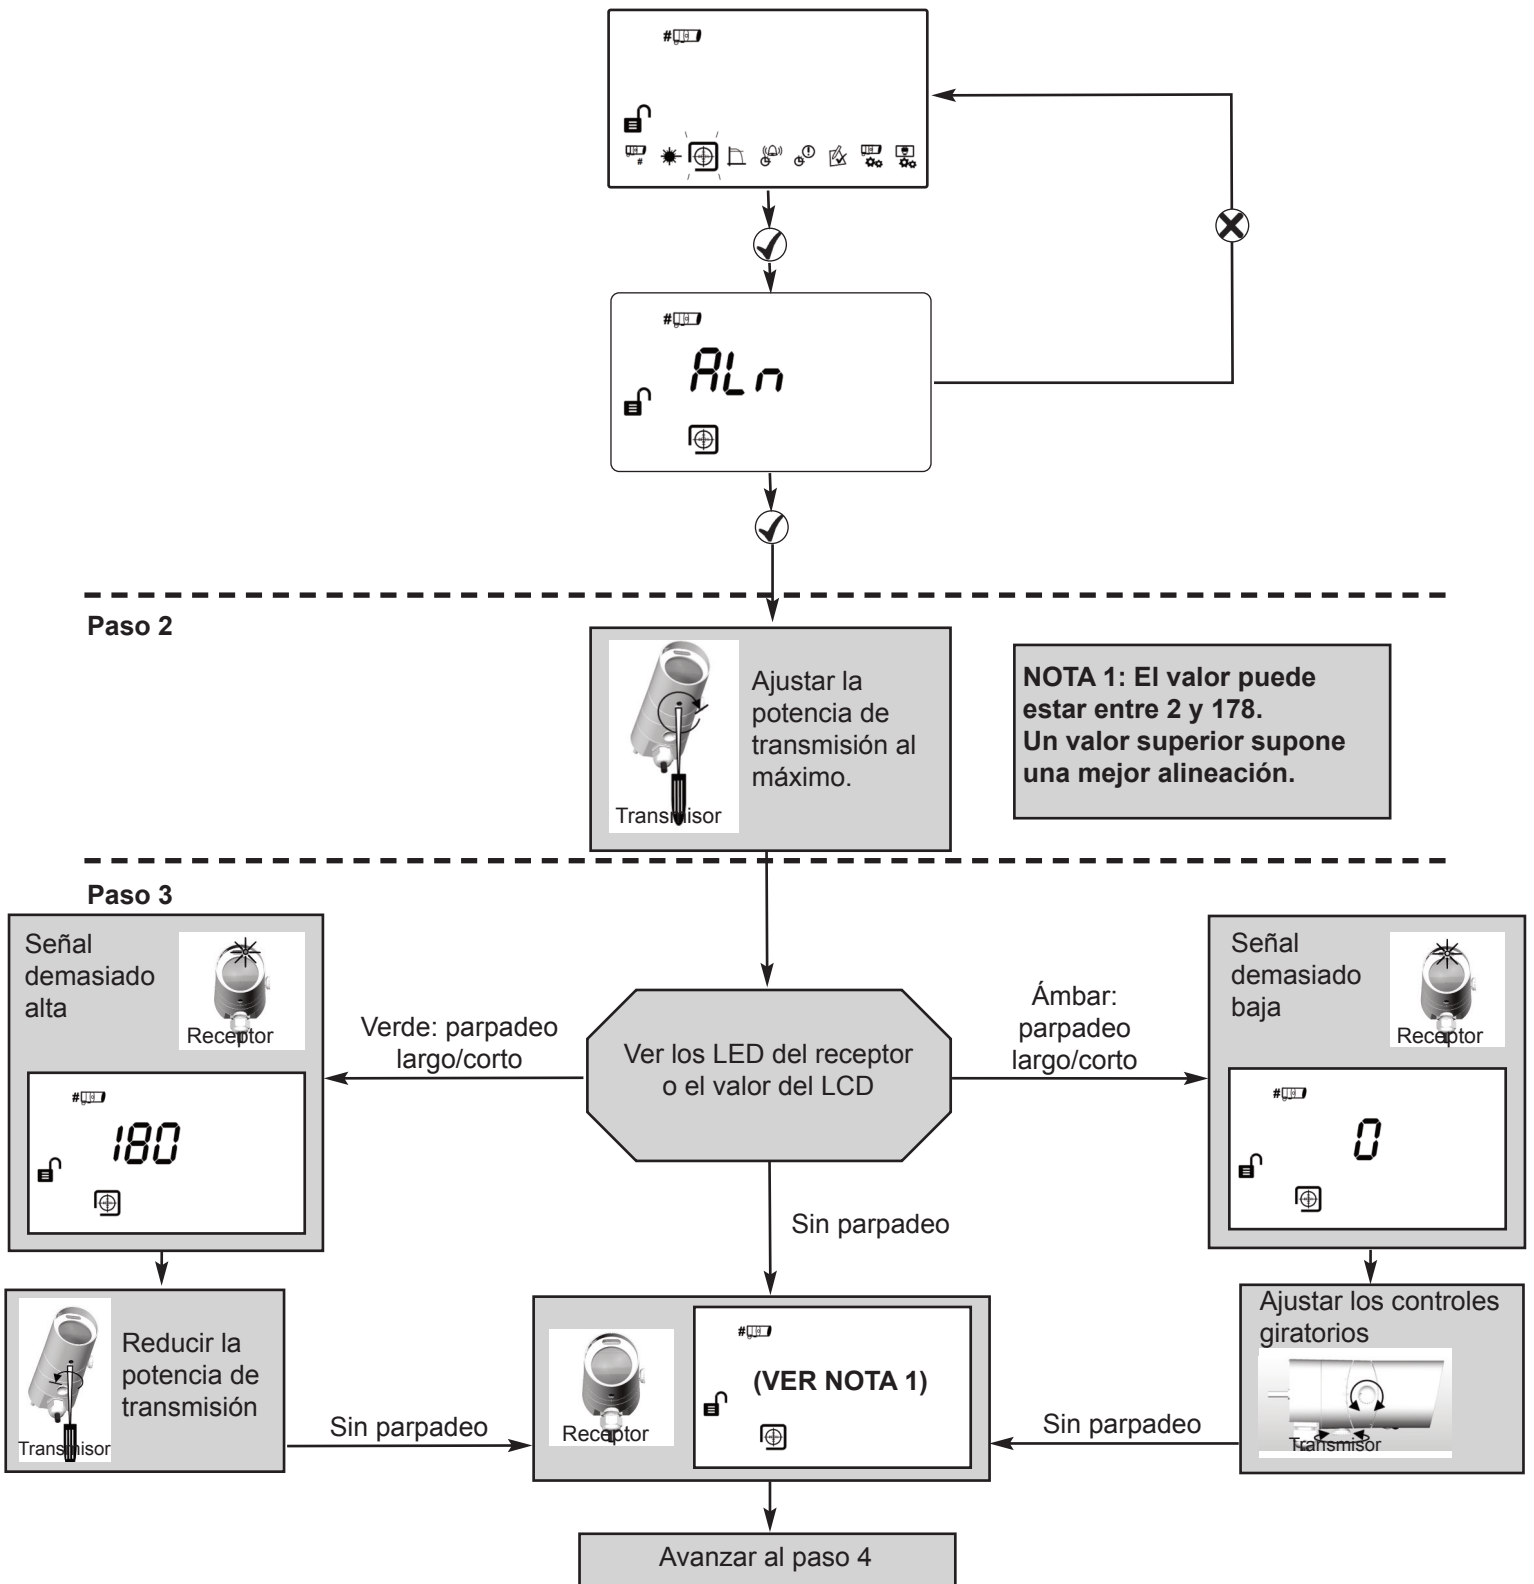 #
#
#
ALn
Paso 2
Ajustar la
potencia de
transmisión al
máximo.
Transmisor
NOTA 1: El valor puede
estar entre 2 y 178.
Un valor superior supone
una mejor alineación.
Paso 3
Señal
demasiado
alta
Receptor
#
180
Verde: parpadeo
largo/corto
Ver los LED del receptor
o el valor del LCD
Ámbar:
parpadeo
largo/corto
Señal
demasiado
baja
Receptor
#
0
Sin parpadeo
Reducir la
potencia de
transmisión
Transmisor
Sin parpadeo
Receptor
#
(VER NOTA 1)
Sin parpadeo
Ajustar los controles
giratorios
Transmisor
Avanzar al paso 4